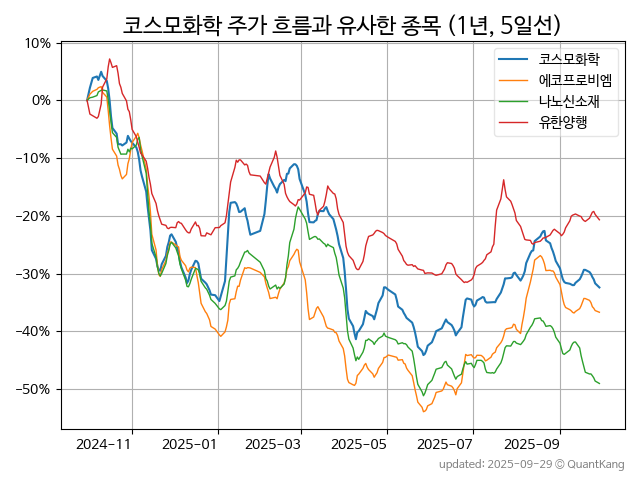 코스모화학 주가 흐름과 유사한 종목 (1년, 5일선)
코스모화학
에코프로비엠
나노신소재
유한양행
10%
0%
−10%
−20%
−30%
−40%
−50%
2024-11 2025-01 2025-03 2025-05 2025-07 2025-09
updated: 2025-09-29 © QuantKang